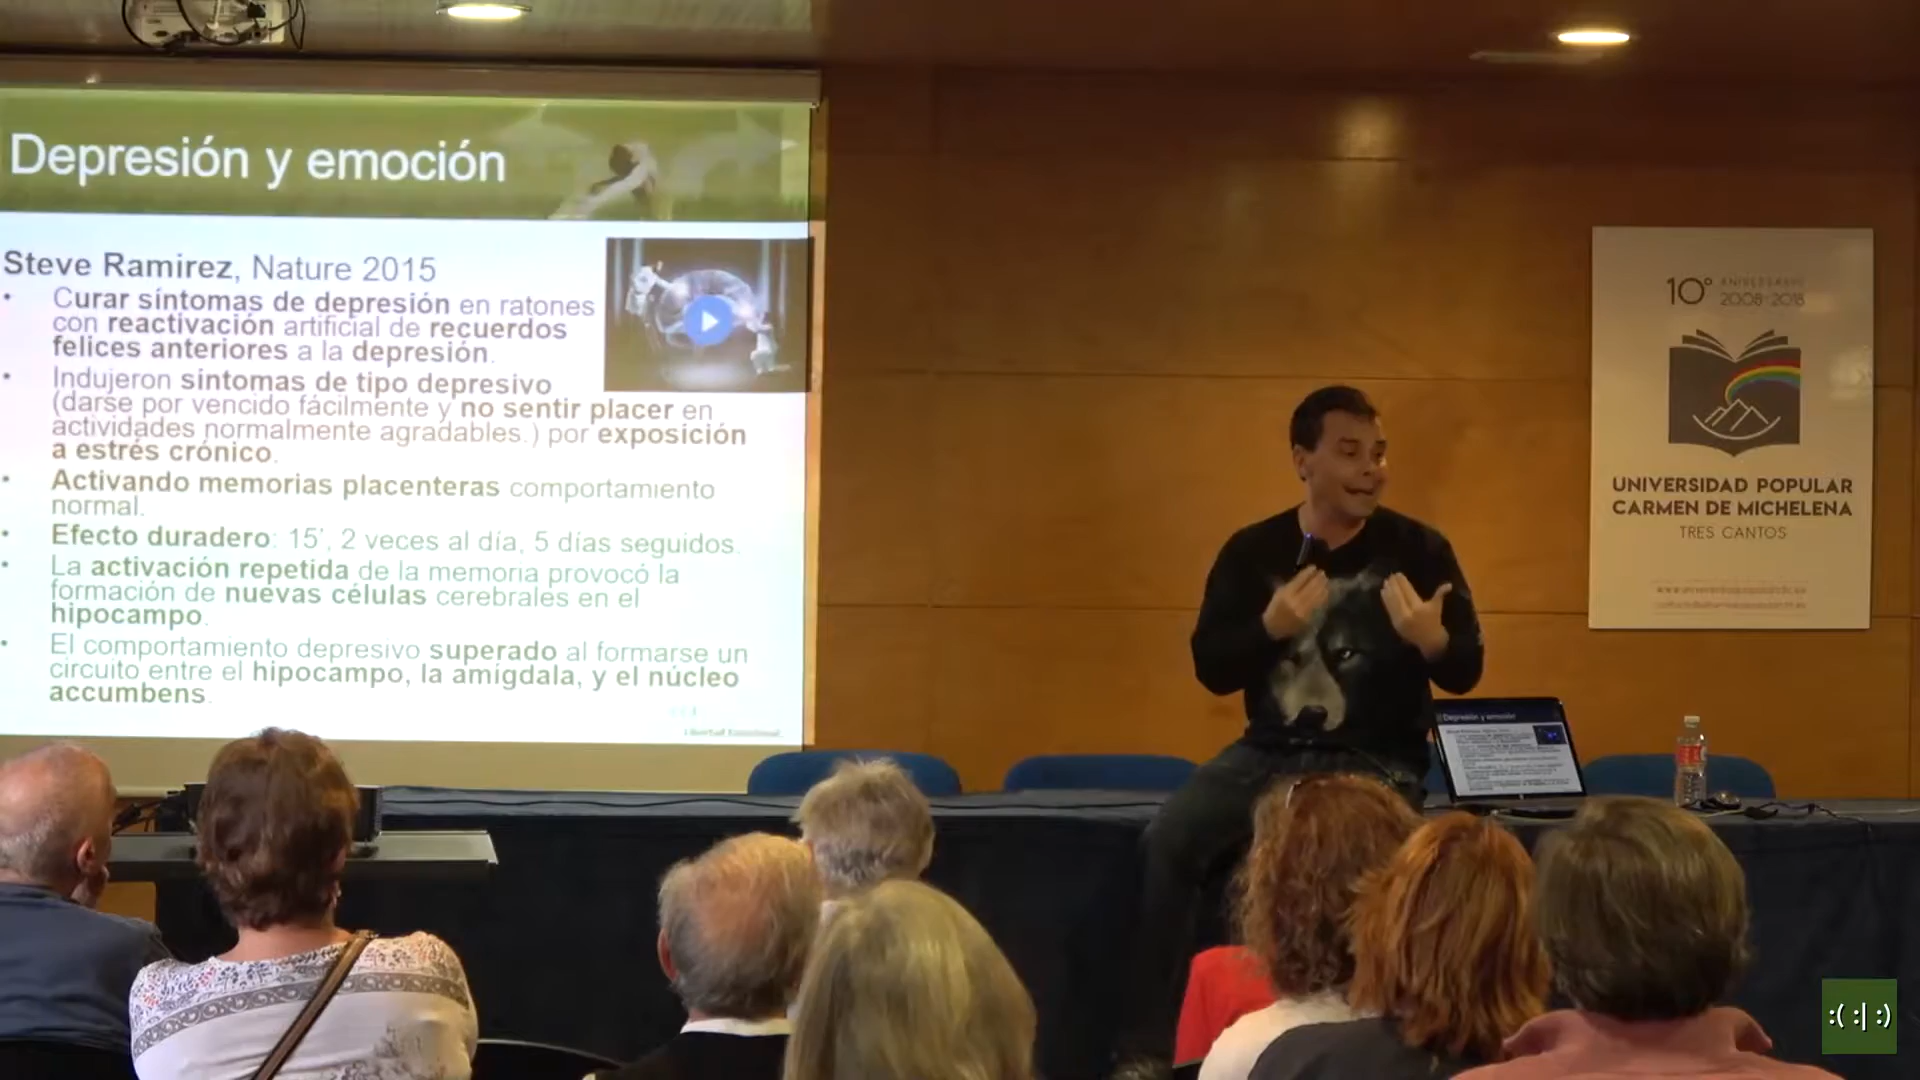 Depresión y emoción
Steve Ramirez, Nature 2015
• Curar síntomas de depresión en ratones
con reactivación artificial de recuerdos
felices anteriores a la depresión.
• Indujeron síntomas de tipo depresivo
(darse por vencido fácilmente y no sentir placer en
actividades normalmente agradables.) por exposición
a estrés crónico.
• Activando memorias placenteras comportamiento
normal.
• Efecto duradero: 15', 2 veces al día, 5 días seguidos.
• La activación repetida de la memoria provocó la
formación de nuevas células cerebrales en el
hipocampo.
• El comportamiento depresivo superado al formarse un
circuito entre el hipocampo, la amígdala, y el núcleo
accumbens.
Libertad Emocional
10º ANIVERSARIO
2008-2018
UNIVERSIDAD POPULAR
CARMEN DE MICHELENA
TRES CANTOS
Depresión y emoción
:( :| :)